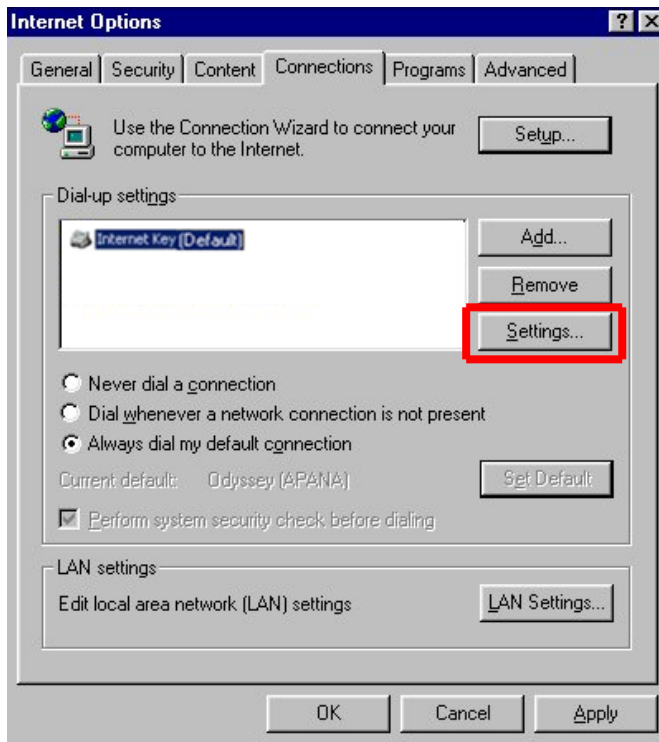 Internet Options
General Security Content Connections Programs Advanced
Use the Connection Wizard to connect your
computer to the Internet.
Setup...
Dial-up settings
Internet Key (Default)
Add...
Remove
Settings...
Never dial a connection
Dial whenever a network connection is not present
Always dial my default connection
Current default: Odyssey (APANA)
Set Default
Perform system security check before dialing
LAN settings
Edit local area network (LAN) settings
LAN Settings...
OK Cancel Apply